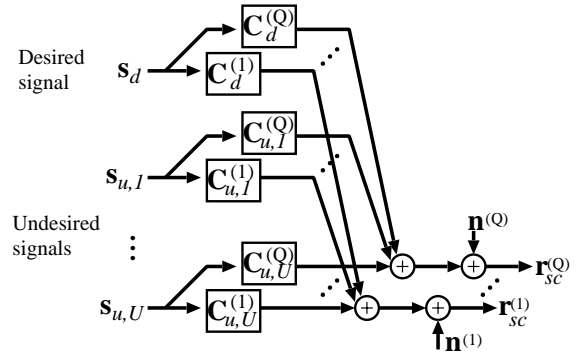 Desired
signal
s_d
C_d^(Q)
C_d^(1)
s_u,1
C_u,1^(Q)
C_u,1^(1)
Undesired
signals
s_u,U
C_u,U^(Q)
C_u,U^(1)
+
+
+
+
n^(Q)
r_sc^(Q)
r_sc^(1)
n^(1)